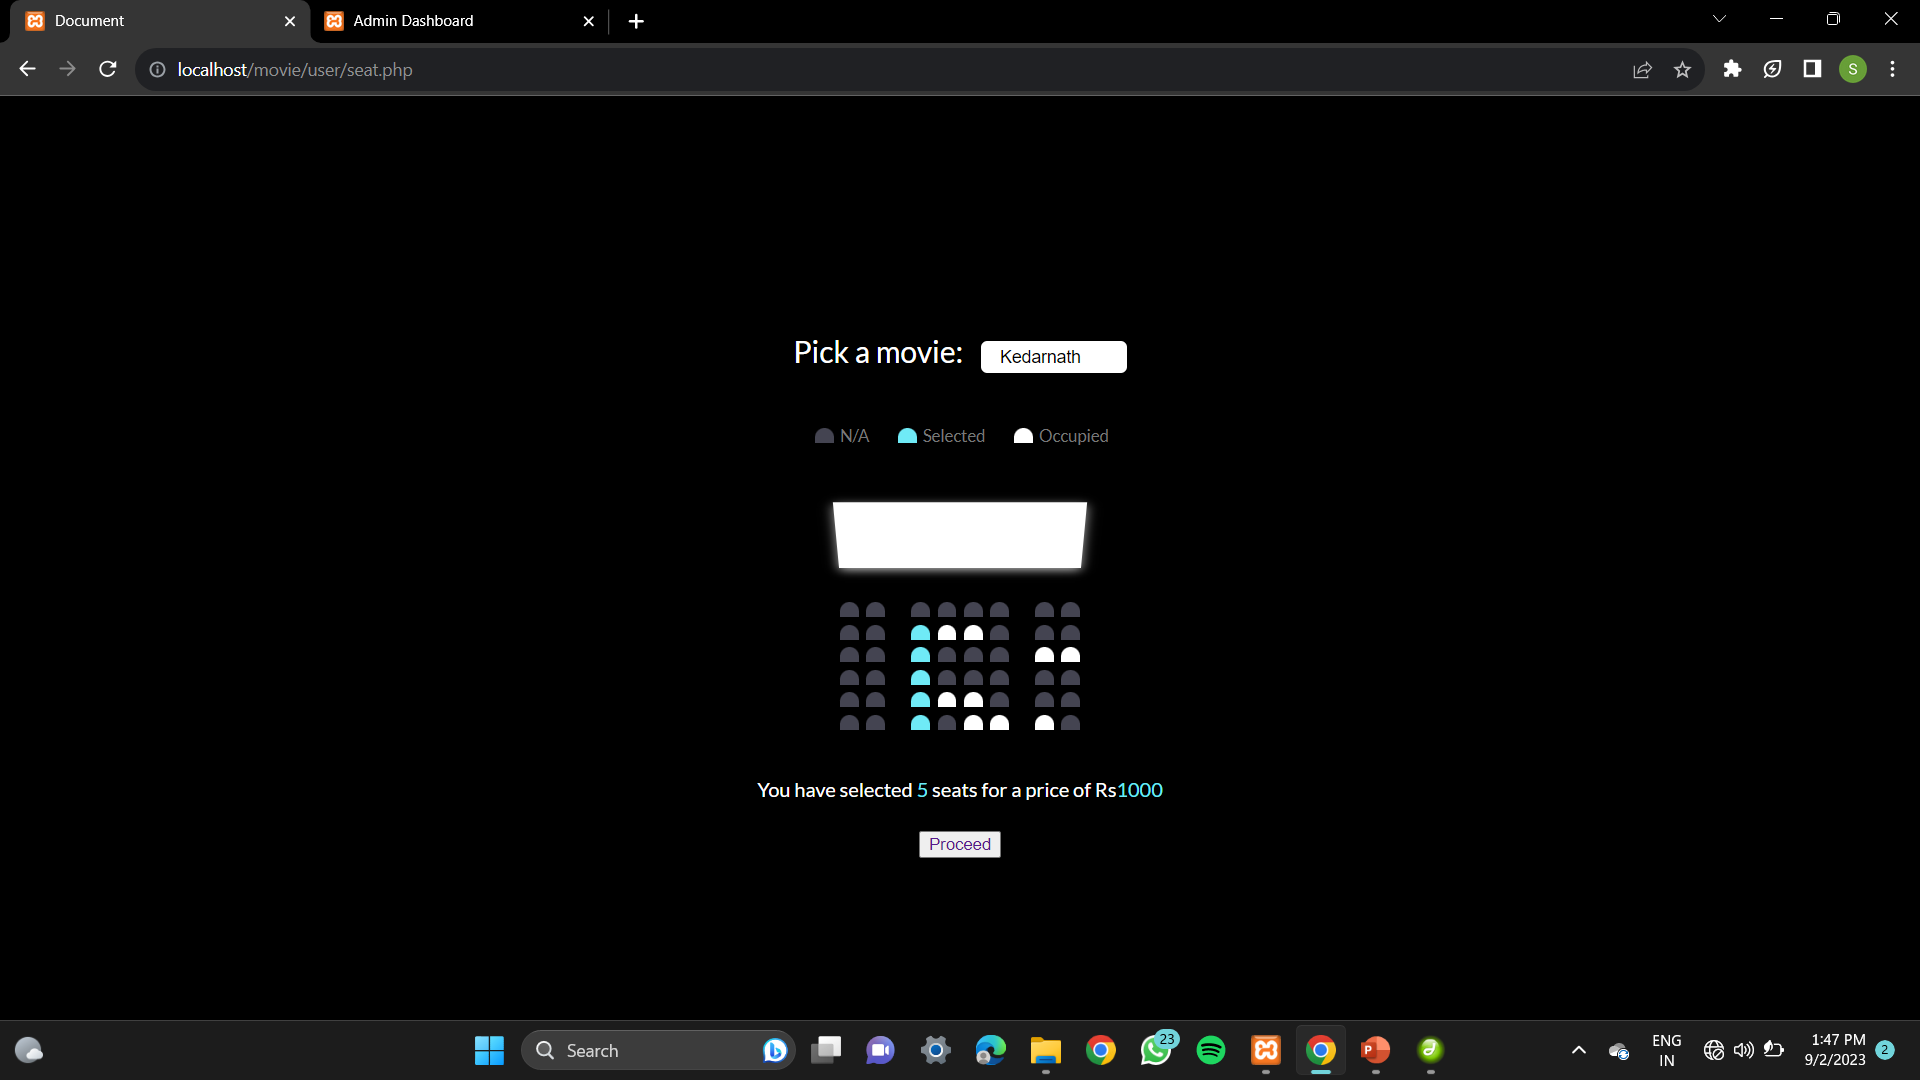 Document
Admin Dashboard
localhost/movie/user/seat.php
S
Pick a movie: Kedarnath
N/A Selected Occupied
You have selected 5 seats for a price of Rs1000
Proceed
Search
23
P
ENG
IN
1:47 PM
9/2/2023
2